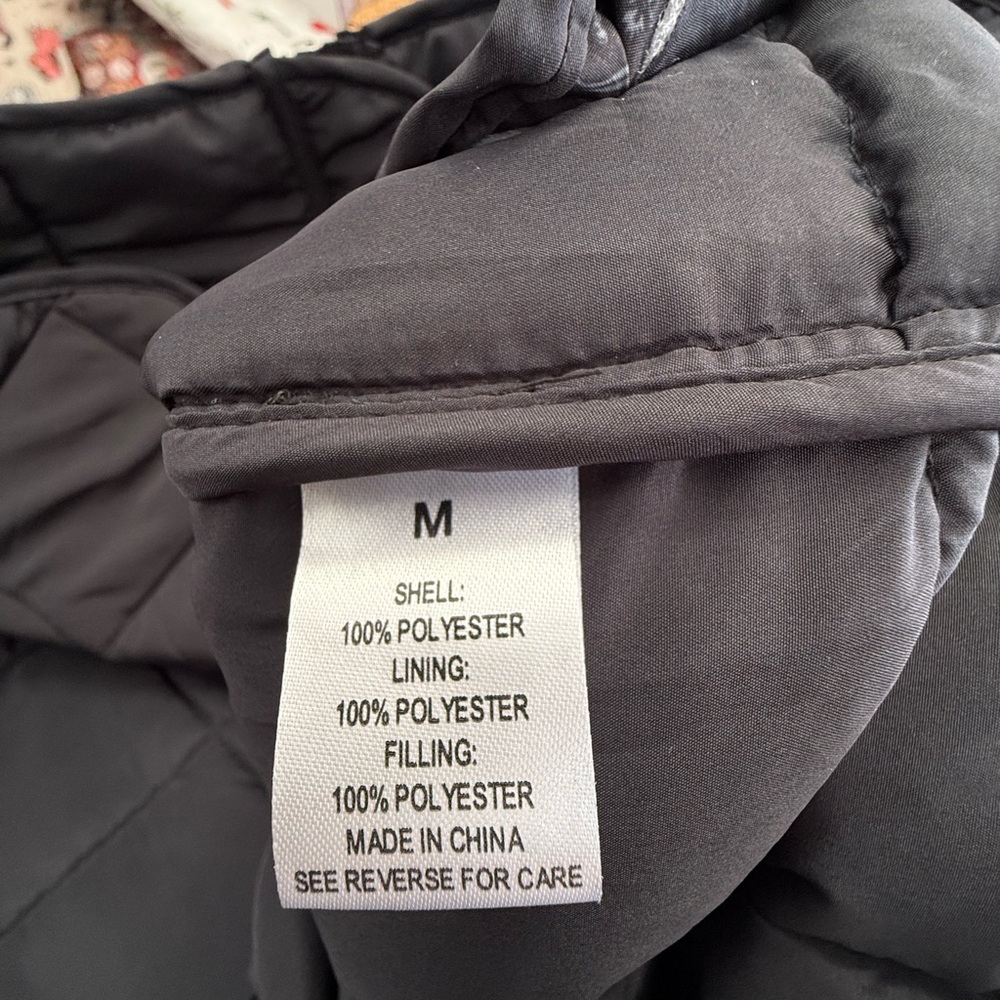 M
SHELL:
100% POLYESTER
LINING:
100% POLYESTER
FILLING:
100% POLYESTER
MADE IN CHINA
SEE REVERSE FOR CARE